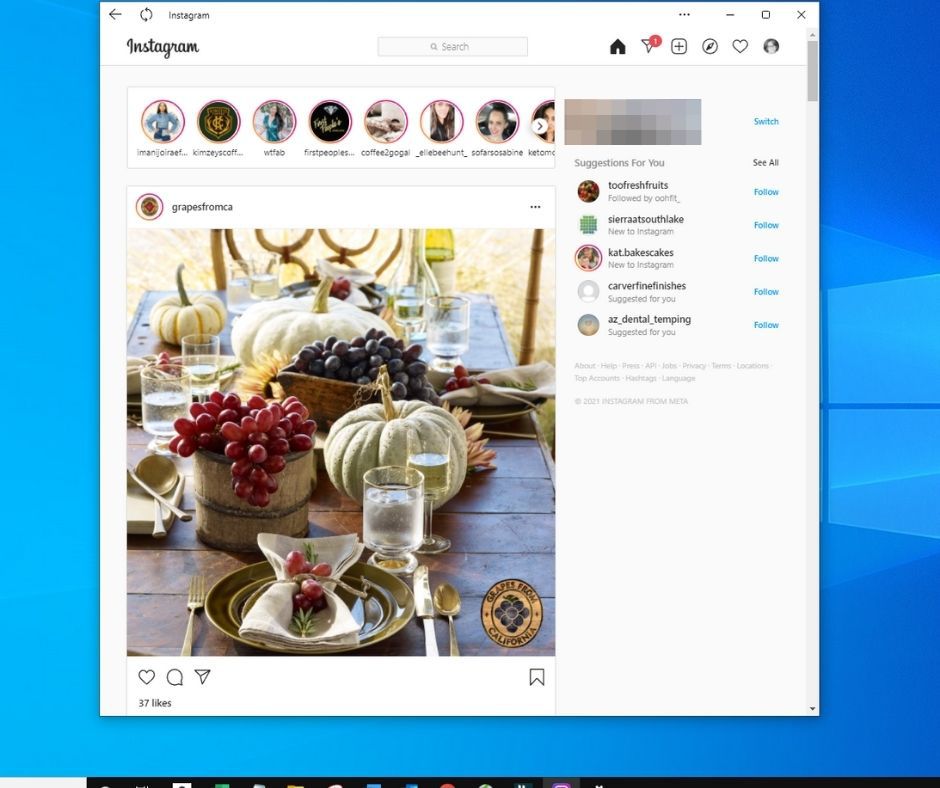 Instagram
Instagram
Search
1
imanijoiraef... kimzeyscoff... wtfab firstpeoples... coffee2gogal _ellebeehunt_ sofarsosabine ketomo
Switch
Suggestions For You See All
grapesfromca
toofreshfruits
Followed by oohfit_
Follow
sierraatsouthlake
New to Instagram
Follow
kat.bakescakes
New to Instagram
Follow
carverfinefinishes
Suggested for you
Follow
az_dental_temping
Suggested for you
Follow
About · Help · Press · API · Jobs · Privacy · Terms · Locations ·
Top Accounts · Hashtags · Language
© 2021 INSTAGRAM FROM META
GRAPES FROM
CALIFORNIA
37 likes